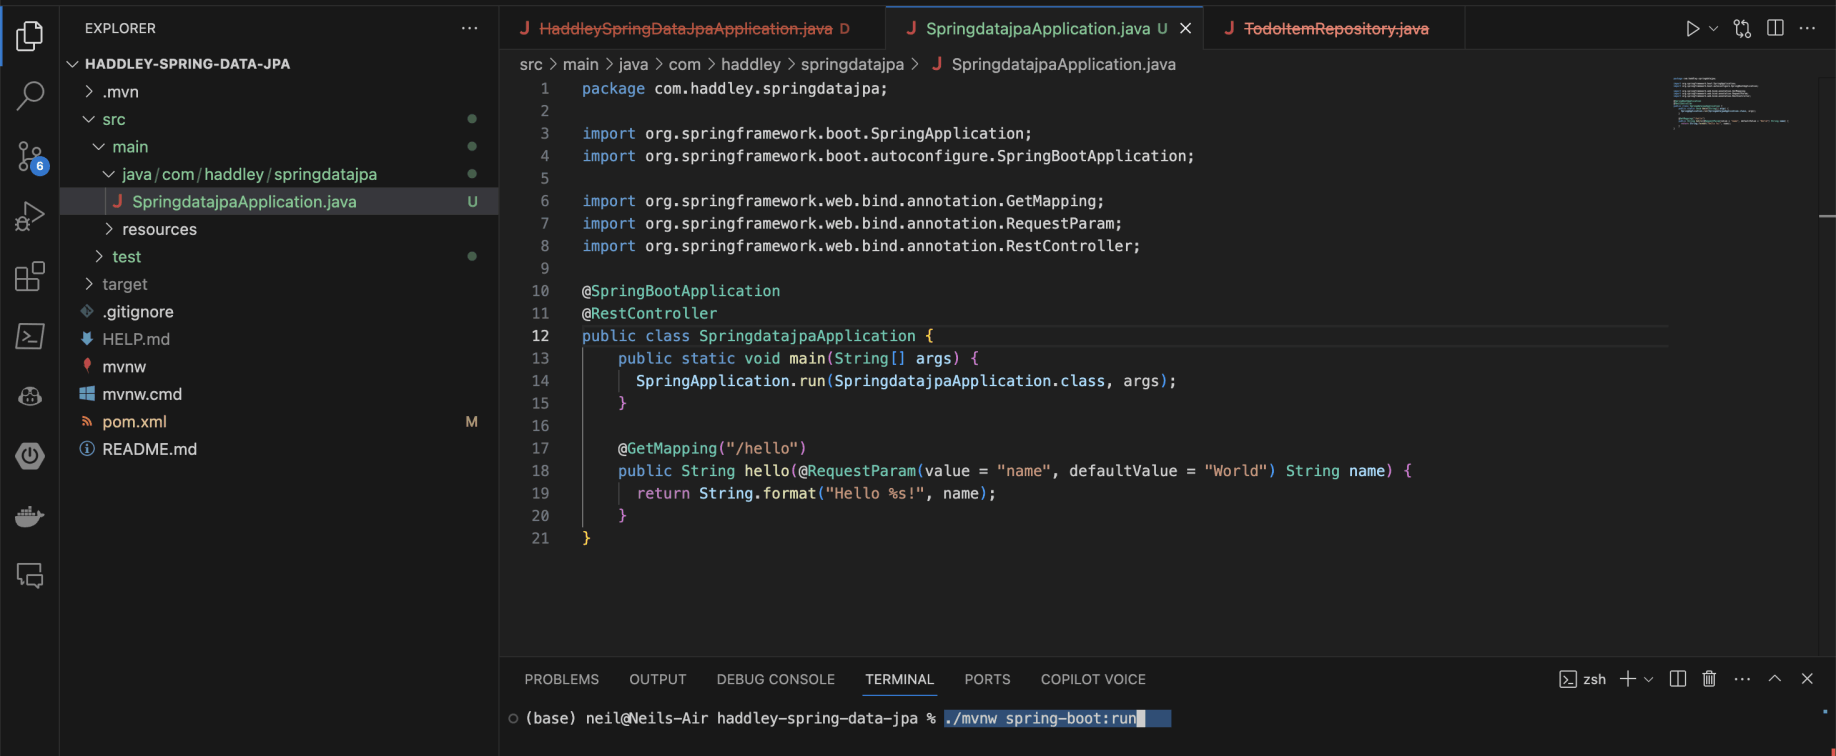 EXPLORER
HADDLEY-SPRING-DATA-JPA
.mvn
src
main
java/com/haddley/springdatajpa
SpringdatajpaApplication.java U
resources
test
target
.gitignore
HELP.md
mvnw
mvnw.cmd
pom.xml M
README.md
6
J HaddleySpringDataJpaApplication.java D
J SpringdatajpaApplication.java U
J TodoItemRepository.java
src > main > java > com > haddley > springdatajpa > J SpringdatajpaApplication.java
1 package com.haddley.springdatajpa;
2
3 import org.springframework.boot.SpringApplication;
4 import org.springframework.boot.autoconfigure.SpringBootApplication;
5
6 import org.springframework.web.bind.annotation.GetMapping;
7 import org.springframework.web.bind.annotation.RequestParam;
8 import org.springframework.web.bind.annotation.RestController;
9
10 @SpringBootApplication
11 @RestController
12 public class SpringdatajpaApplication {
13 public static void main(String[] args) {
14 SpringApplication.run(SpringdatajpaApplication.class, args);
15 }
16
17 @GetMapping("/hello")
18 public String hello(@RequestParam(value = "name", defaultValue = "World") String name) {
19 return String.format("Hello %s!", name);
20 }
21 }
PROBLEMS OUTPUT DEBUG CONSOLE TERMINAL PORTS COPILOT VOICE
zsh
(base) neil@Neils-Air haddley-spring-data-jpa % ./mvnw spring-boot:run